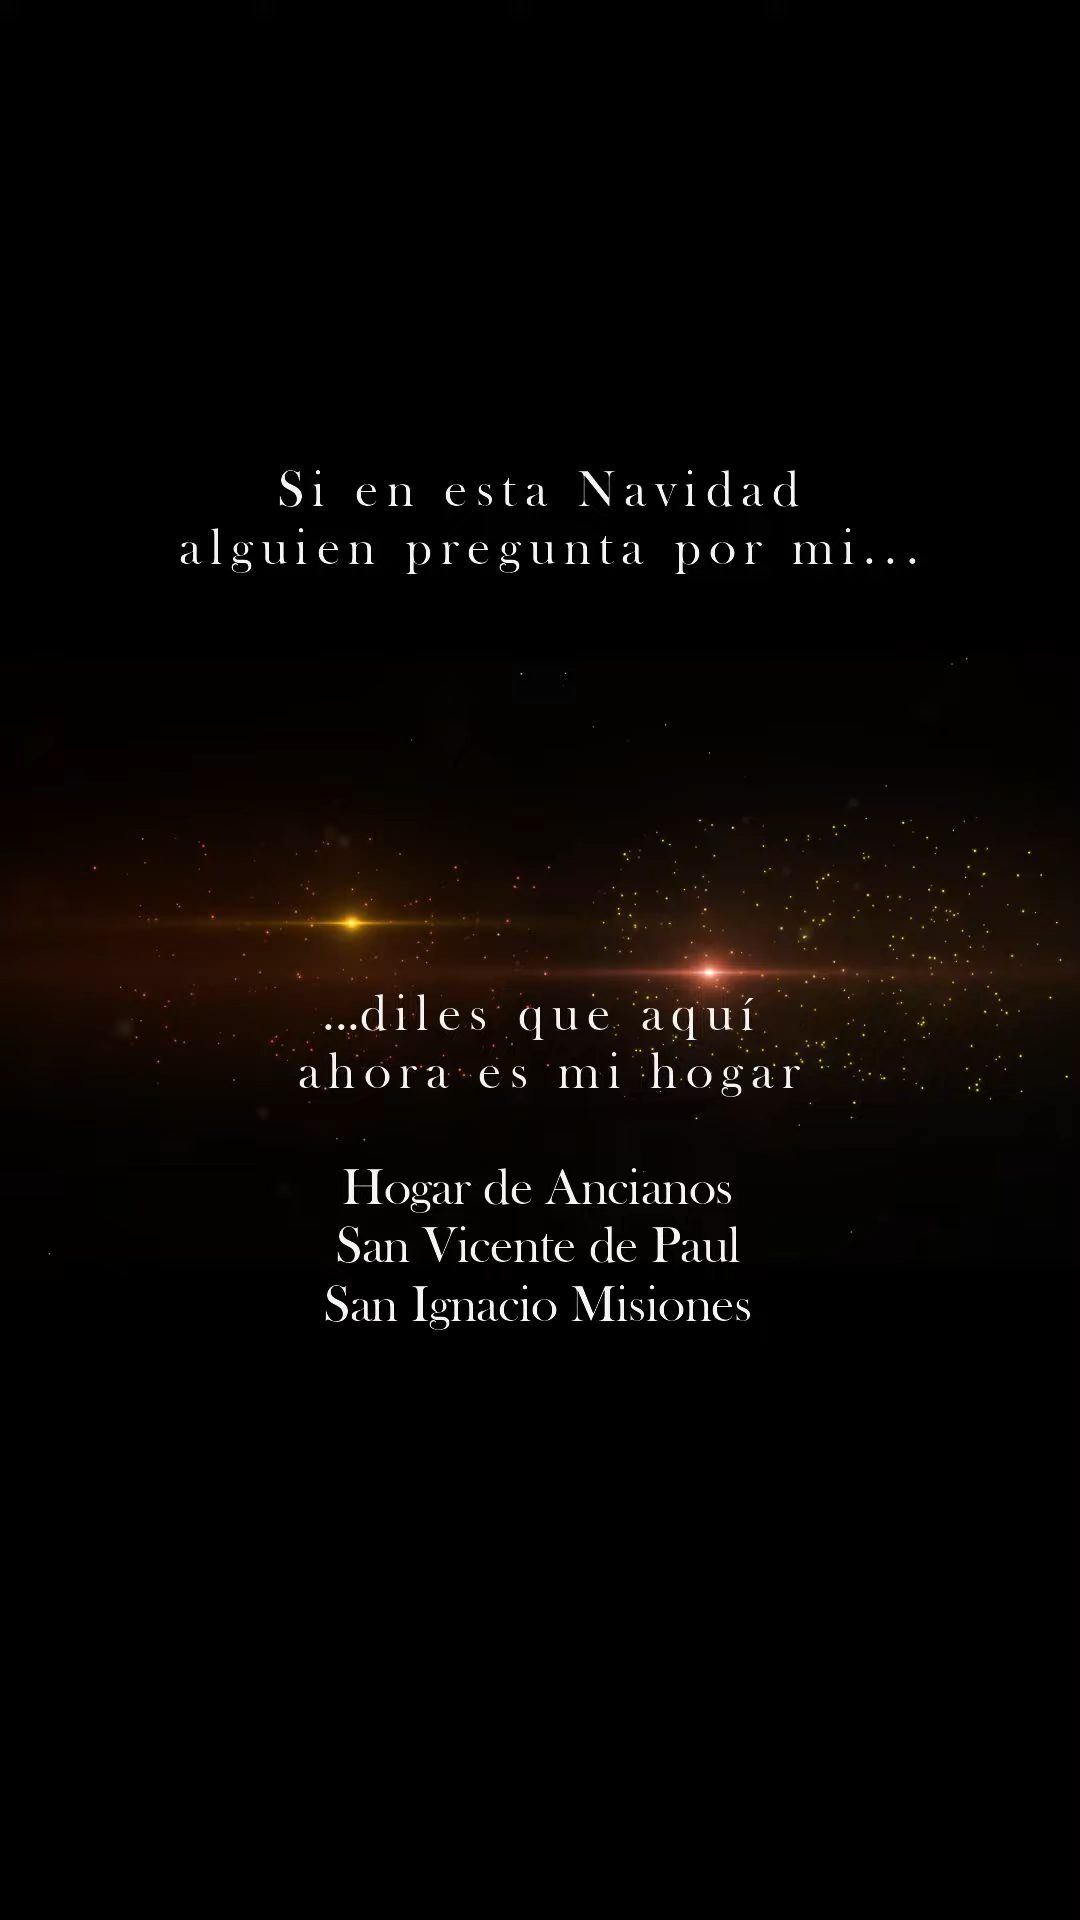 Si en esta Navidad
alguien pregunta por mi...
...diles que aquí
ahora es mi hogar
Hogar de Ancianos
San Vicente de Paul
San Ignacio Misiones